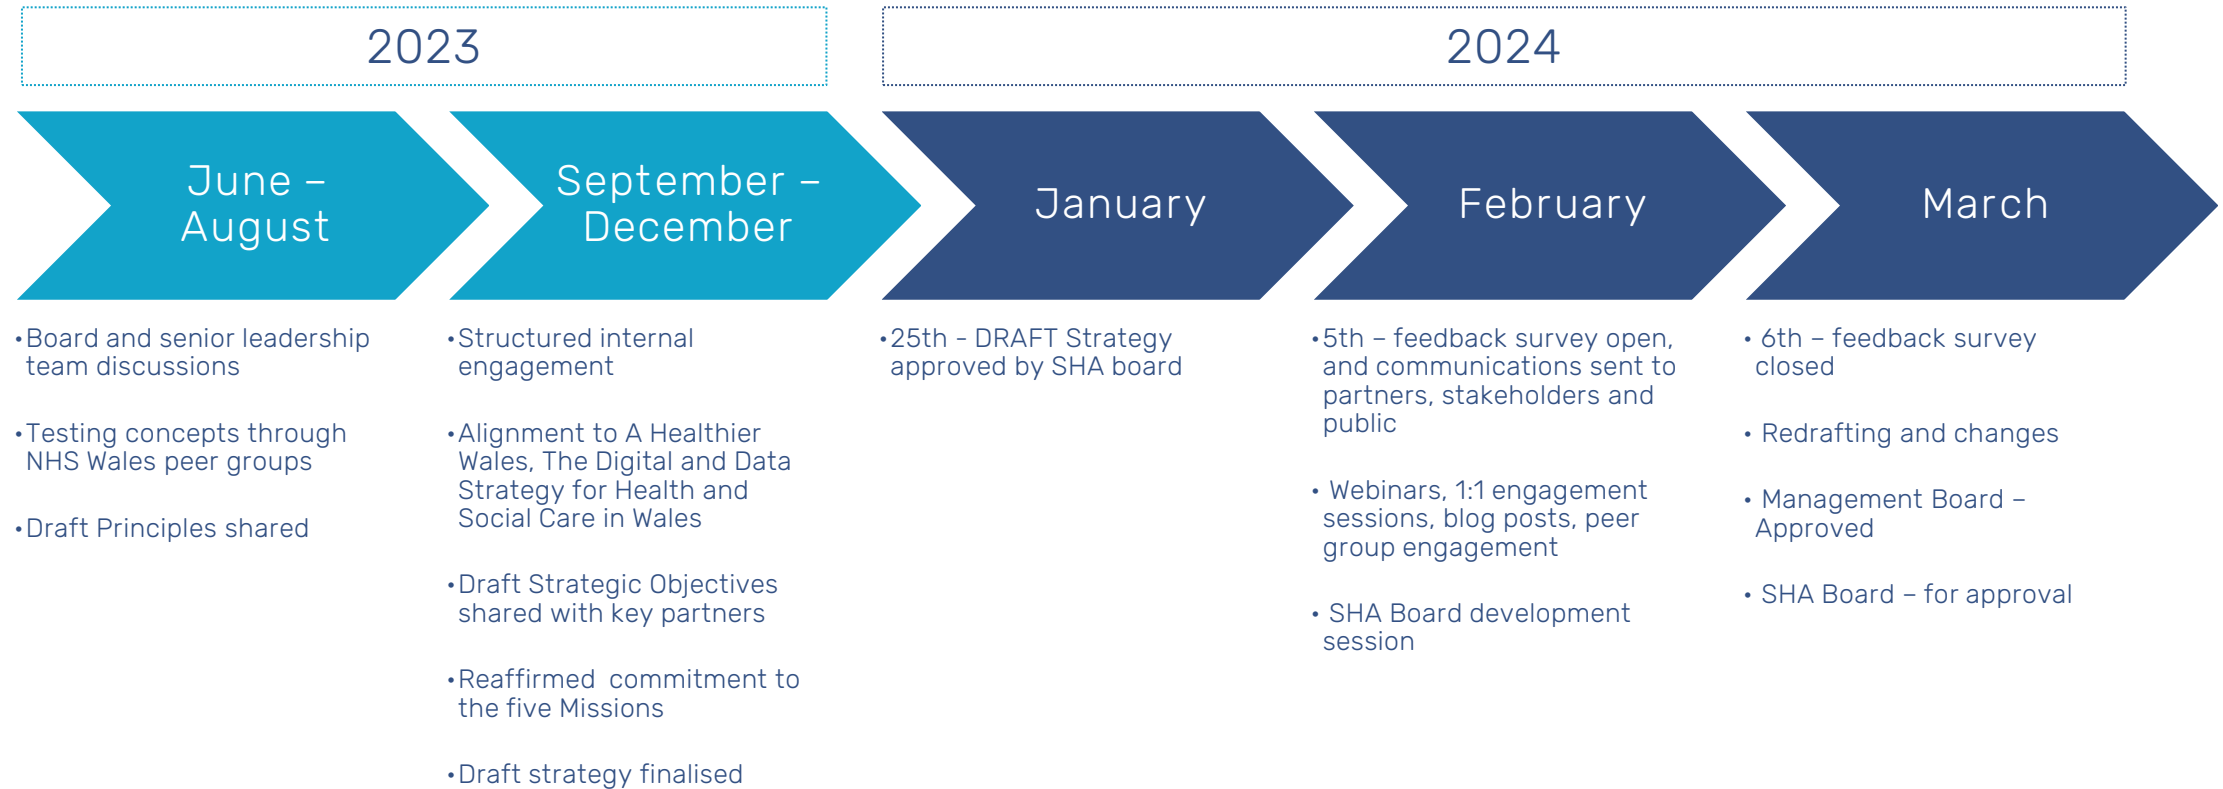 2023
2024
June –
August
September –
December
January
February
March
•Board and senior leadership
team discussions
•Testing concepts through
NHS Wales peer groups
•Draft Principles shared
•Structured internal
engagement
•Alignment to A Healthier
Wales, The Digital and Data
Strategy for Health and
Social Care in Wales
•Draft Strategic Objectives
shared with key partners
•Reaffirmed  commitment to
the five Missions
•Draft strategy finalised
•25th - DRAFT Strategy
approved by SHA board
•5th – feedback survey open,
and communications sent to
partners, stakeholders and
public
• Webinars, 1:1 engagement
sessions, blog posts, peer
group engagement
• SHA Board development
session
• 6th – feedback survey
closed
• Redrafting and changes
• Management Board –
Approved
• SHA Board – for approval